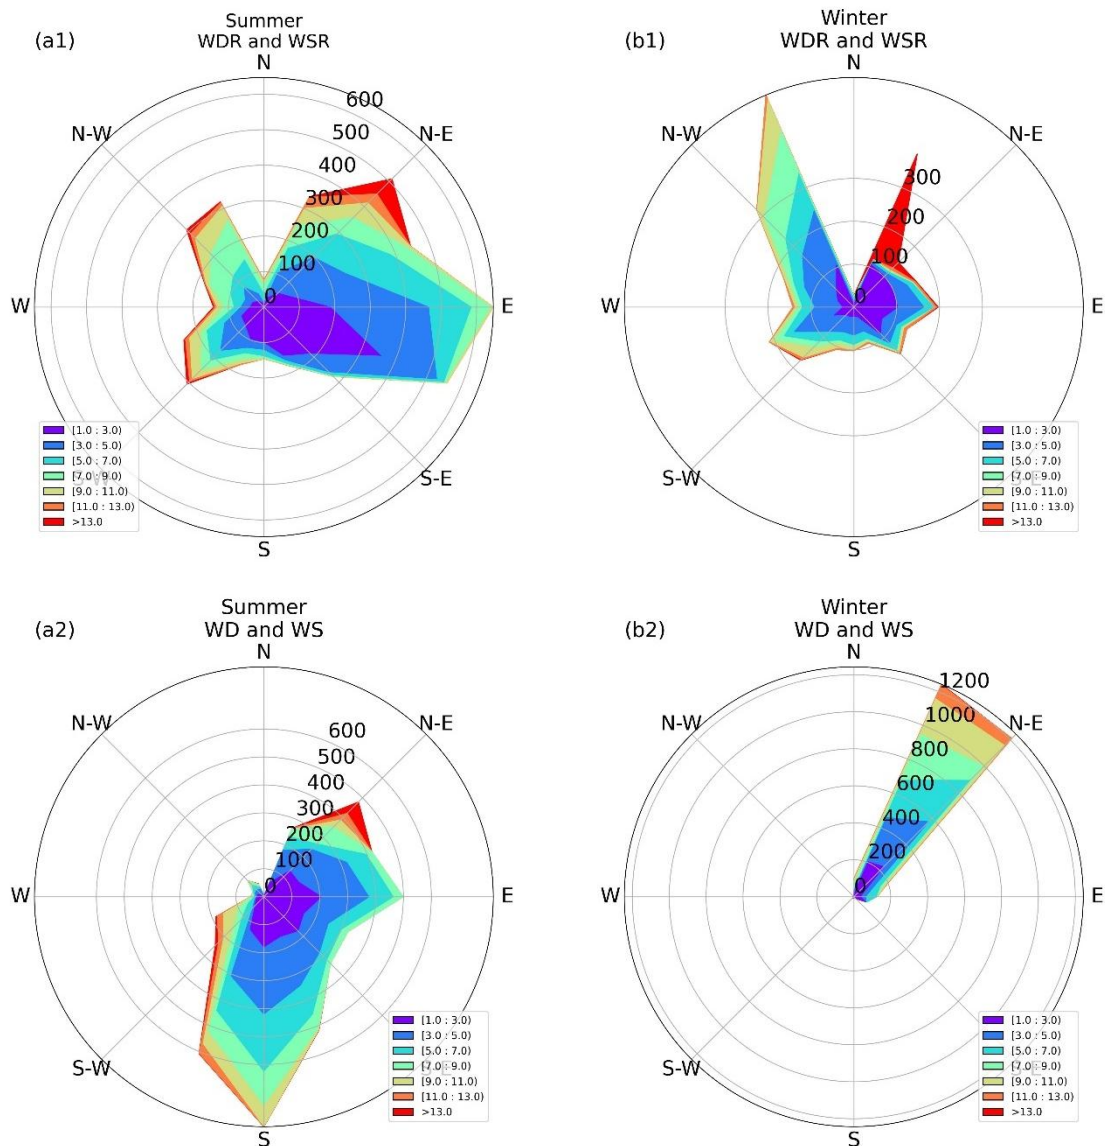 (a1)
Summer
WDR and WSR
N
N-W
N-E
W
E
S-W
S-E
S
600
500
400
300
200
100
0
[1.0 : 3.0)
[3.0 : 5.0)
[5.0 : 7.0)
[7.0 : 9.0)
[9.0 : 11.0)
[11.0 : 13.0)
>13.0
(b1)
Winter
WDR and WSR
N
N-W
N-E
W
E
S-W
S-E
S
300
200
100
0
[1.0 : 3.0)
[3.0 : 5.0)
[5.0 : 7.0)
[7.0 : 9.0)
[9.0 : 11.0)
[11.0 : 13.0)
>13.0
(a2)
Summer
WD and WS
N
N-W
N-E
W
E
S-W
S-E
S
600
500
400
300
200
100
0
[1.0 : 3.0)
[3.0 : 5.0)
[5.0 : 7.0)
[7.0 : 9.0)
[9.0 : 11.0)
[11.0 : 13.0)
>13.0
(b2)
Winter
WD and WS
N
N-W
N-E
W
E
S-W
S-E
S
1200
1000
800
600
400
200
0
[1.0 : 3.0)
[3.0 : 5.0)
[5.0 : 7.0)
[7.0 : 9.0)
[9.0 : 11.0)
[11.0 : 13.0)
>13.0